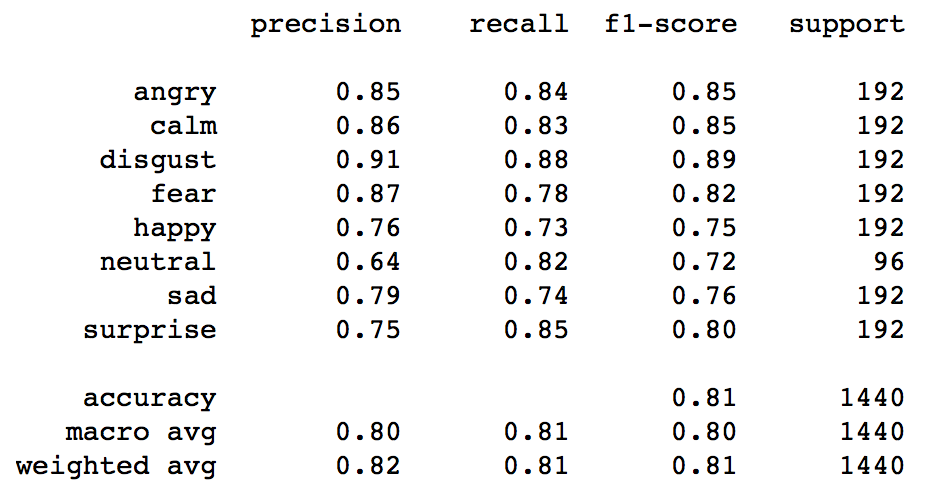 precision recall f1-score support
angry 0.85 0.84 0.85 192
calm 0.86 0.83 0.85 192
disgust 0.91 0.88 0.89 192
fear 0.87 0.78 0.82 192
happy 0.76 0.73 0.75 192
neutral 0.64 0.82 0.72 96
sad 0.79 0.74 0.76 192
surprise 0.75 0.85 0.80 192
accuracy 0.81 1440
macro avg 0.80 0.81 0.80 1440
weighted avg 0.82 0.81 0.81 1440